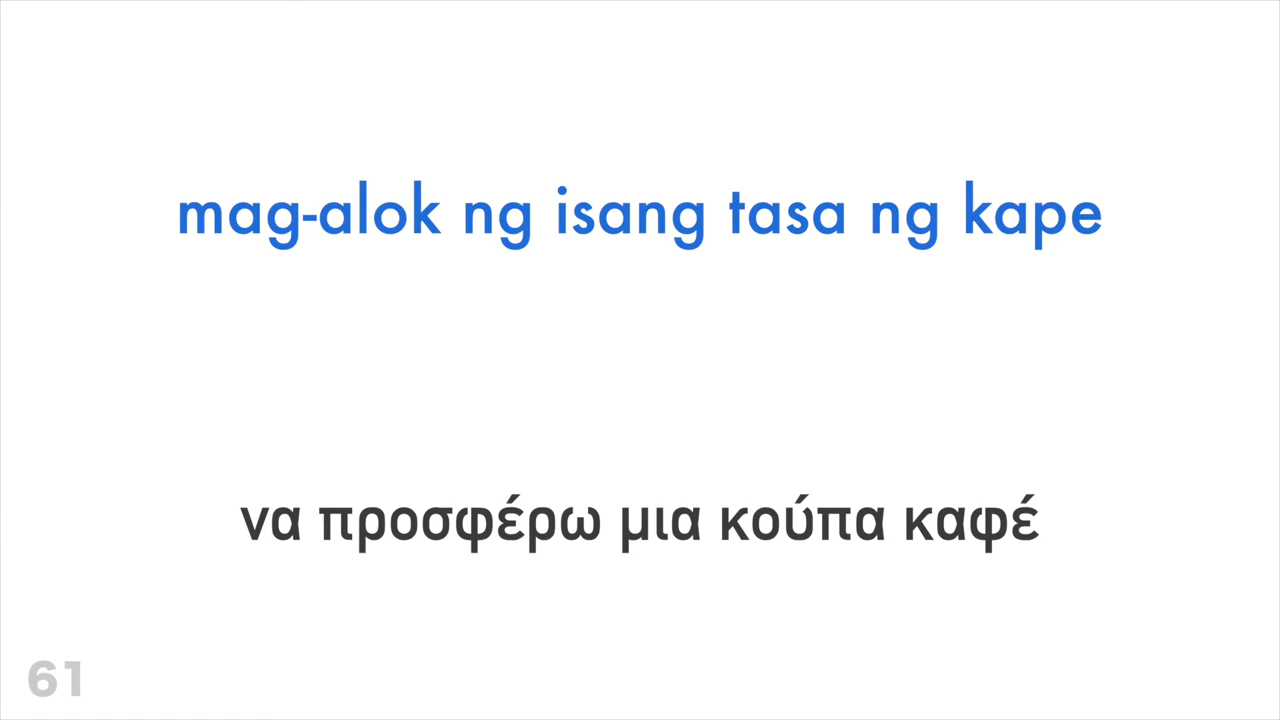 mag-alok ng isang tasa ng kape
να προσφέρω μια κούπα καφέ
61